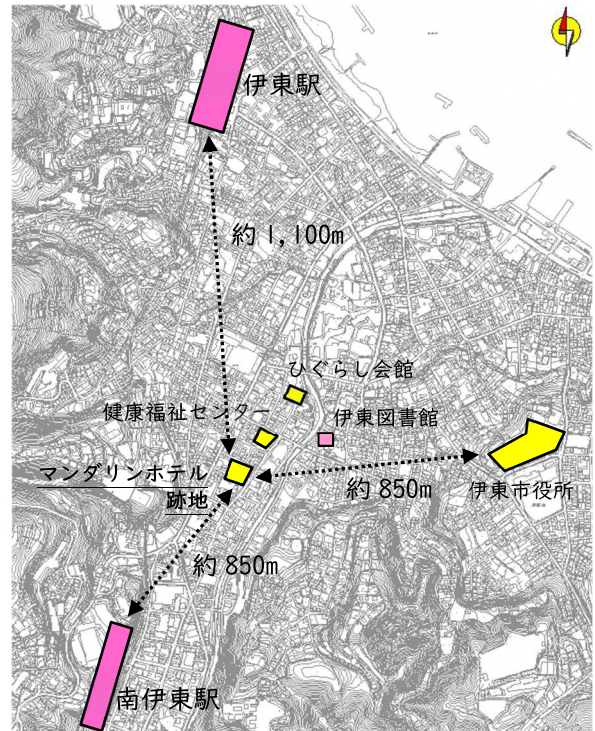 伊東駅
約1,100m
ひぐらし会館
健康福祉センター
伊東図書館
マンダリンホテル
跡地
約850m
伊東市役所
約850m
南伊東駅